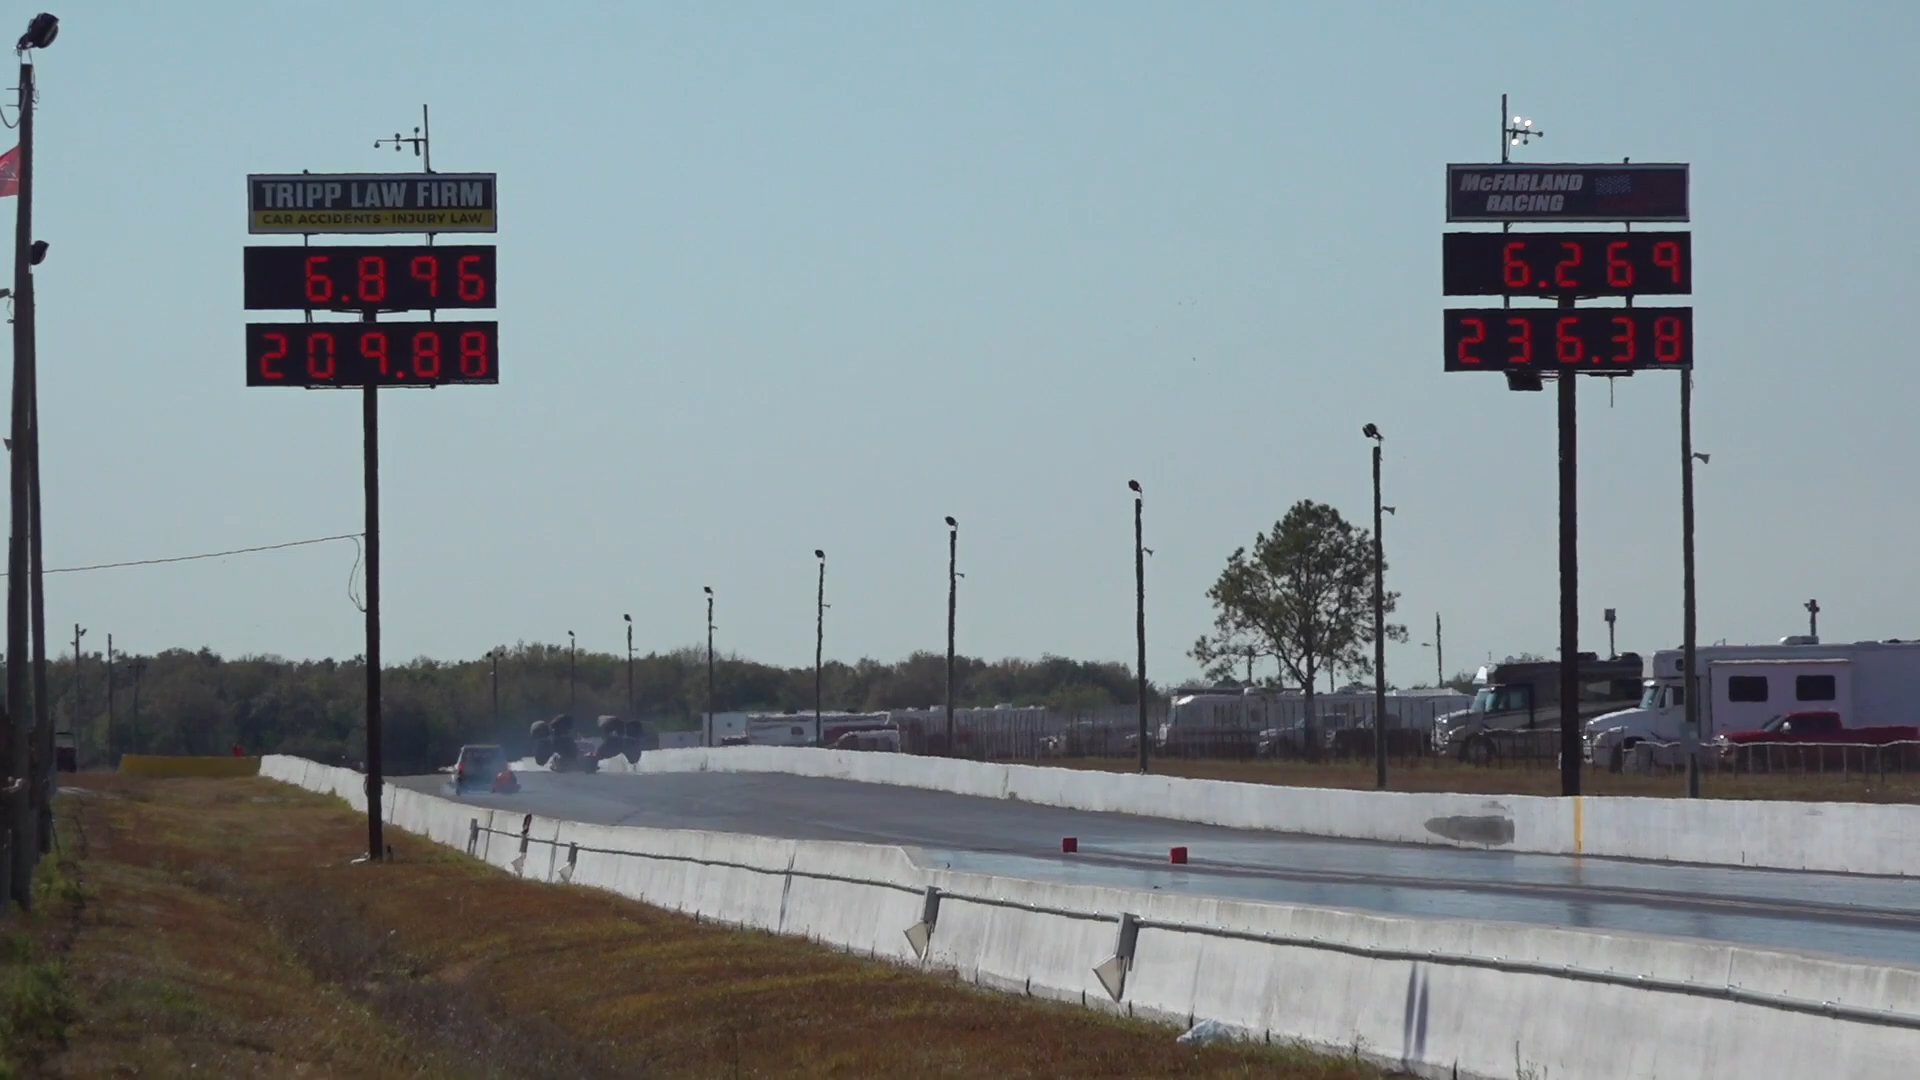 TRIPP LAW FIRM
CAR ACCIDENTS · INJURY LAW
6.896
209.88
McFARLAND
RACING
6.269
236.38